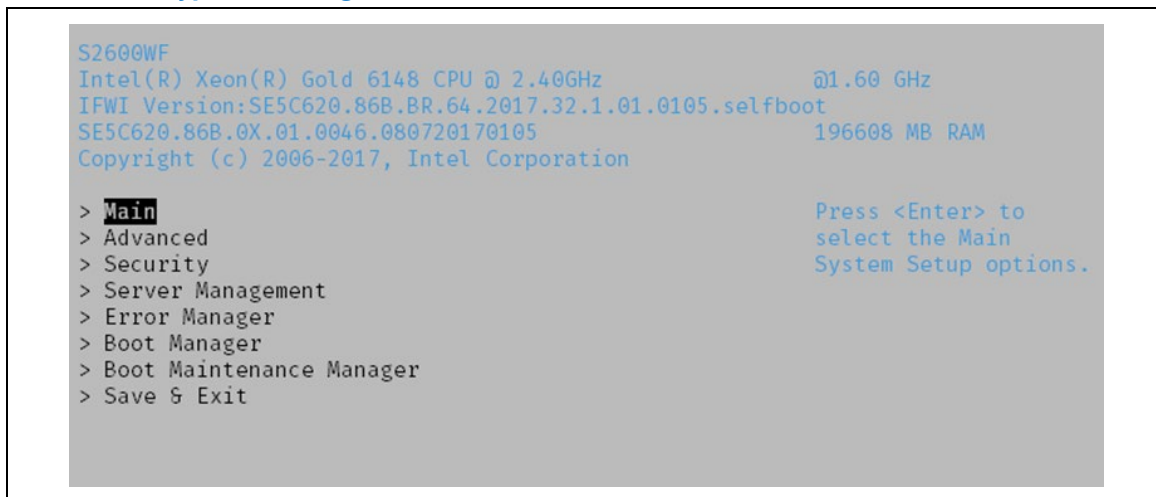 S2600WF
Intel(R) Xeon(R) Gold 6148 CPU @ 2.40GHz @1.60 GHz
IFWI Version:SE5C620.86B.BR.64.2017.32.1.01.0105.selfboot
SE5C620.86B.0X.01.0046.080720170105 196608 MB RAM
Copyright (c) 2006-2017, Intel Corporation
> Main Press <Enter> to
> Advanced select the Main
> Security System Setup options.
> Server Management
> Error Manager
> Boot Manager
> Boot Maintenance Manager
> Save & Exit